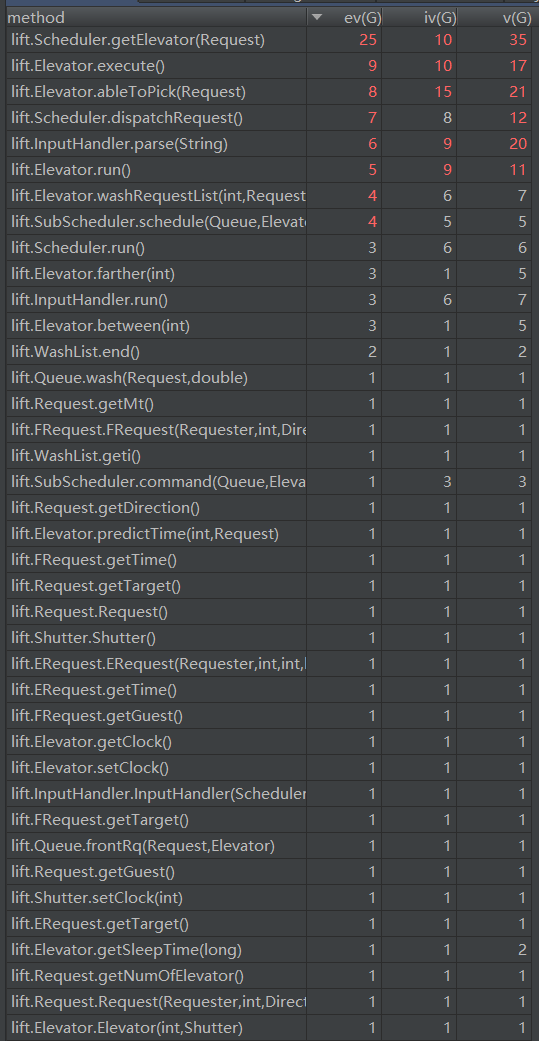 method ev(G) iv(G) v(G)
lift.Scheduler.getElevator(Request) 25 10 35
lift.Elevator.execute() 9 10 17
lift.Elevator.ableToPick(Request) 8 15 21
lift.Scheduler.dispatchRequest() 7 8 12
lift.InputHandler.parse(String) 6 9 20
lift.Elevator.run() 5 9 11
lift.Elevator.washRequestList(int,Request 4 6 7
lift.SubScheduler.schedule(Queue,Elevat 4 5 5
lift.Scheduler.run() 3 6 6
lift.Elevator.farther(int) 3 1 5
lift.InputHandler.run() 3 6 7
lift.Elevator.between(int) 3 1 5
lift.WashList.end() 2 1 2
lift.Queue.wash(Request,double) 1 1 1
lift.Request.getMt() 1 1 1
lift.FRequest.FRequest(Requester,int,Dire 1 1 1
lift.WashList.geti() 1 1 1
lift.SubScheduler.command(Queue,Eleva 1 3 3
lift.Request.getDirection() 1 1 1
lift.Elevator.predictTime(int,Request) 1 1 1
lift.FRequest.getTime() 1 1 1
lift.Request.getTarget() 1 1 1
lift.Request.Request() 1 1 1
lift.Shutter.Shutter() 1 1 1
lift.ERequest.ERequest(Requester,int,int, 1 1 1
lift.ERequest.getTime() 1 1 1
lift.FRequest.getGuest() 1 1 1
lift.Elevator.getClock() 1 1 1
lift.Elevator.setClock() 1 1 1
lift.InputHandler.InputHandler(Scheduler 1 1 1
lift.FRequest.getTarget() 1 1 1
lift.Queue.frontRq(Request,Elevator) 1 1 1
lift.Request.getGuest() 1 1 1
lift.Shutter.setClock(int) 1 1 1
lift.ERequest.getTarget() 1 1 1
lift.Elevator.getSleepTime(long) 1 1 2
lift.Request.getNumOfElevator() 1 1 1
lift.Request.Request(Requester,int,Direct 1 1 1
lift.Elevator.Elevator(int,Shutter) 1 1 1